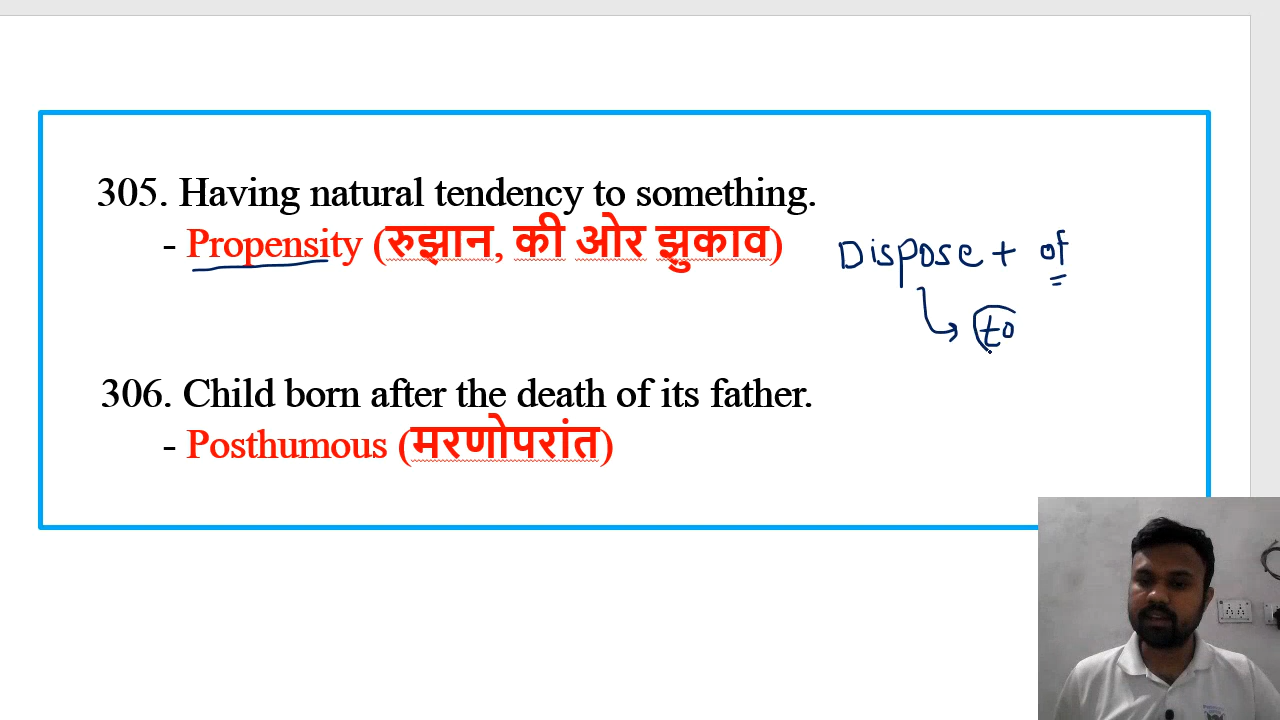 305. Having natural tendency to something.
- Propensity (रुझान, की ओर झुकाव)
Dispose + of
to
306. Child born after the death of its father.
- Posthumous (मरणोपरांत)